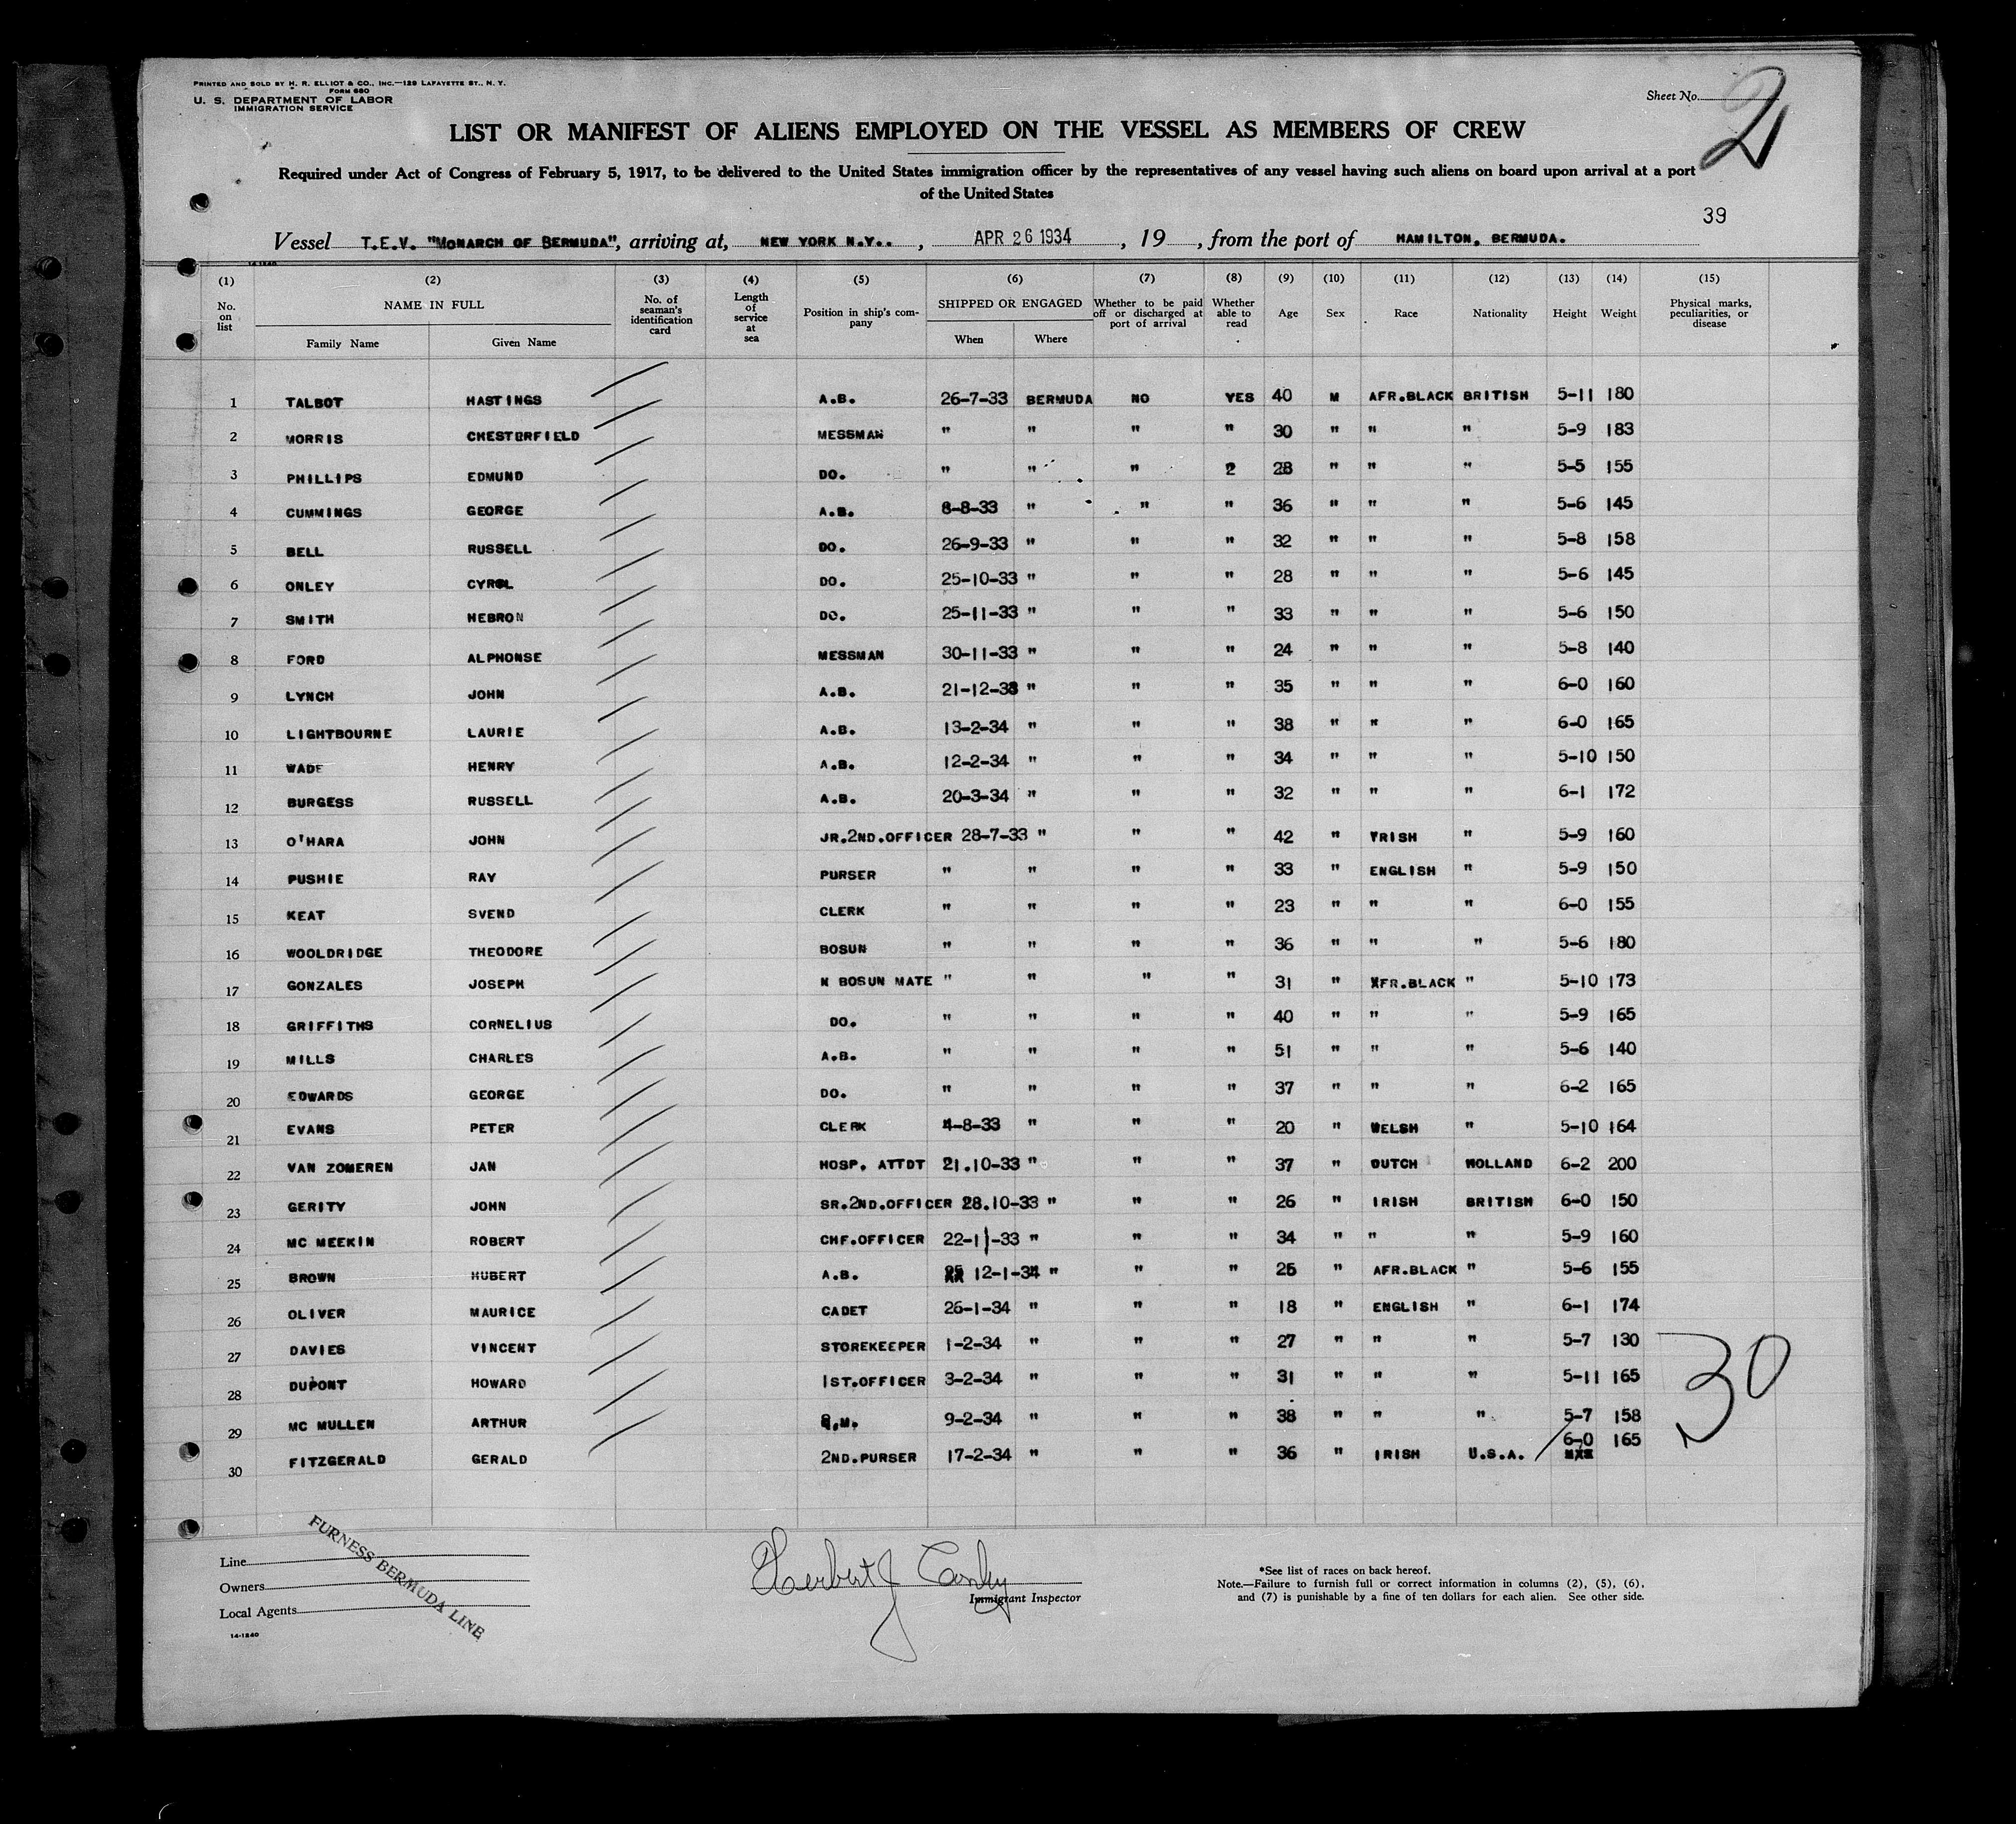 PRINTED AND SOLD BY H. R. ELLIOT & CO., INC.—129 LAFAYETTE ST., N. Y.
FORM 680
U. S. DEPARTMENT OF LABOR
IMMIGRATION SERVICE
Sheet No. 2
LIST OR MANIFEST OF ALIENS EMPLOYED ON THE VESSEL AS MEMBERS OF CREW
Required under Act of Congress of February 5, 1917, to be delivered to the United States immigration officer by the representatives of any vessel having such aliens on board upon arrival at a port
of the United States
39
Vessel T.E.V. "MONARCH OF BERMUDA", arriving at, NEW YORK N.Y.. , APR 26 1934 , 19 , from the port of HAMILTON, BERMUDA.
14-1240
(1) (2) (3) (4) (5) (6) (7) (8) (9) (10) (11) (12) (13) (14) (15)
No. on list NAME IN FULL Family Name Given Name No. of seaman's identification card Length of service at sea Position in ship's company SHIPPED OR ENGAGED When Where Whether to be paid off or discharged at port of arrival Whether able to read Age Sex Race Nationality Height Weight Physical marks, peculiarities, or disease
1 TALBOT HASTINGS A.B. 26-7-33 BERMUDA NO YES 40 M AFR.BLACK BRITISH 5-11 180
2 MORRIS CHESTERFIELD MESSMAN " " " " 30 " " " 5-9 183
3 PHILLIPS EDMUND DO. " " " 2 28 " " " 5-5 155
4 CUMMINGS GEORGE A.B. 8-8-33 " " " 36 " " " 5-6 145
5 BELL RUSSELL DO. 26-9-33 " " " 32 " " " 5-8 158
6 ONLEY CYROL DO. 25-10-33 " " " 28 " " " 5-6 145
7 SMITH HEBRON DO. 25-11-33 " " " 33 " " " 5-6 150
8 FORD ALPHONSE MESSMAN 30-11-33 " " " 24 " " " 5-8 140
9 LYNCH JOHN A.B. 21-12-33 " " " 35 " " " 6-0 160
10 LIGHTBOURNE LAURIE A.B. 13-2-34 " " " 38 " " " 6-0 165
11 WADE HENRY A.B. 12-2-34 " " " 34 " " " 5-10 150
12 BURGESS RUSSELL A.B. 20-3-34 " " " 32 " " " 6-1 172
13 O'HARA JOHN JR.2ND.OFFICER 28-7-33 " " " 42 " IRISH " 5-9 160
14 PUSHIE RAY PURSER " " " " 33 " ENGLISH " 5-9 150
15 KEAT SVEND CLERK " " " " 23 " " " 6-0 155
16 WOOLDRIDGE THEODORE BOSUN " " " " 36 " " " 5-6 180
17 GONZALES JOSEPH N BOSUN MATE " " " " 31 " AFR.BLACK " 5-10 173
18 GRIFFITHS CORNELIUS DO. " " " " 40 " " " 5-9 165
19 MILLS CHARLES A.B. " " " " 51 " " " 5-6 140
20 EDWARDS GEORGE DO. " " " " 37 " " " 6-2 165
21 EVANS PETER CLERK 4-8-33 " " " 20 " WELSH " 5-10 164
22 VAN ZOMEREN JAN HOSP. ATTDT 21.10-33 " " " 37 " DUTCH HOLLAND 6-2 200
23 GERITY JOHN SR.2ND.OFFICER 28.10-33 " " " 26 " IRISH BRITISH 6-0 150
24 MC MEEKIN ROBERT CHF.OFFICER 22-11-33 " " " 34 " " " 5-9 160
25 BROWN HUBERT A.B. 12-1-34 " " " 25 " AFR.BLACK " 5-6 155
26 OLIVER MAURICE CADET 26-1-34 " " " 18 " ENGLISH " 6-1 174
27 DAVIES VINCENT STOREKEEPER 1-2-34 " " " 27 " " " 5-7 130
28 DUPONT HOWARD 1ST.OFFICER 3-2-34 " " " 31 " " " 5-11 165
29 MC MULLEN ARTHUR Q.M. 9-2-34 " " " 38 " " " 5-7 158
30 FITZGERALD GERALD 2ND.PURSER 17-2-34 " " " 36 " IRISH U.S.A. 6-0 165
30
Line
Owners
Local Agents
FURNESS BERMUDA LINE
14-1240
Herbert J
Immigrant Inspector
*See list of races on back hereof.
Note.—Failure to furnish full or correct information in columns (2), (5), (6),
and (7) is punishable by a fine of ten dollars for each alien. See other side.